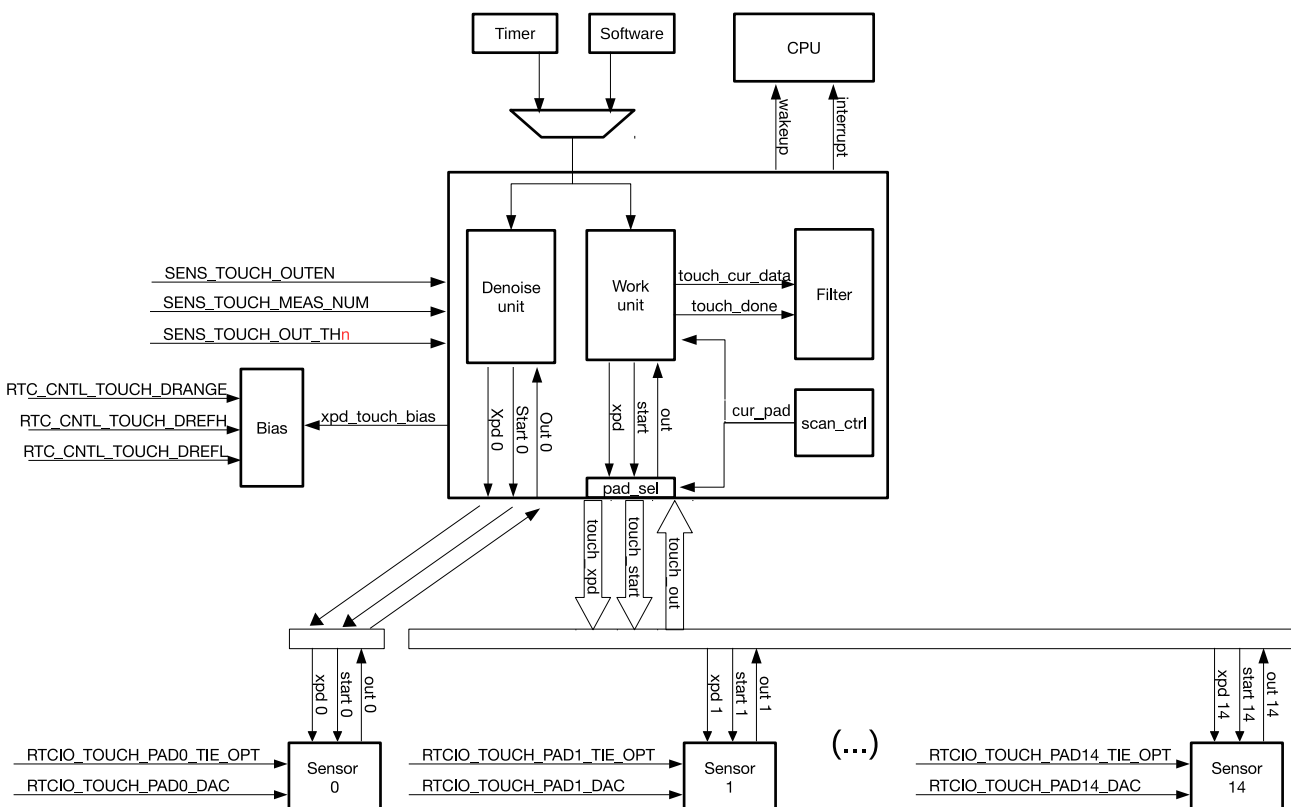 Timer
Software
CPU
wakeup
interrupt
SENS_TOUCH_OUTEN
SENS_TOUCH_MEAS_NUM
SENS_TOUCH_OUT_THn
Denoise
unit
Work
unit
touch_cur_data
touch_done
Filter
RTC_CNTL_TOUCH_DRANGE
RTC_CNTL_TOUCH_DREFH
RTC_CNTL_TOUCH_DREFL
Bias
xpd_touch_bias
Xpd 0
Start 0
Out 0
xpd
start
out
cur_pad
scan_ctrl
pad_sel
touch_xpd
touch_start
touch_out
xpd 0
start 0
out 0
xpd 1
start 1
out 1
xpd 14
start 14
out 14
RTCIO_TOUCH_PAD0_TIE_OPT
RTCIO_TOUCH_PAD0_DAC
Sensor
0
RTCIO_TOUCH_PAD1_TIE_OPT
RTCIO_TOUCH_PAD1_DAC
Sensor
1
(...)
RTCIO_TOUCH_PAD14_TIE_OPT
RTCIO_TOUCH_PAD14_DAC
Sensor
14